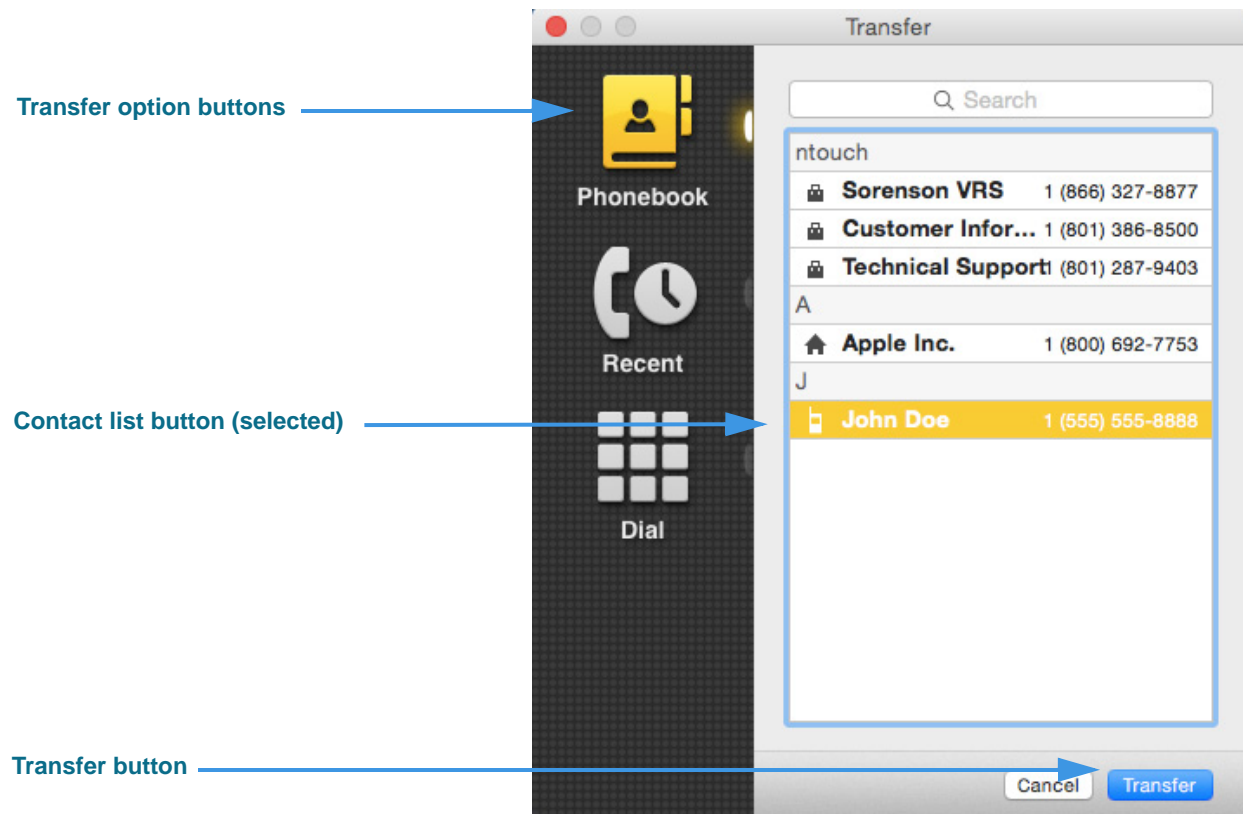 Transfer
Transfer option buttons
Search
ntouch
Phonebook
Sorenson VRS 1 (866) 327-8877
Customer Infor... 1 (801) 386-8500
Technical Support (801) 287-9403
A
Apple Inc. 1 (800) 692-7753
Recent
J
Contact list button (selected)
John Doe 1 (555) 555-8888
Dial
Transfer button
Cancel Transfer